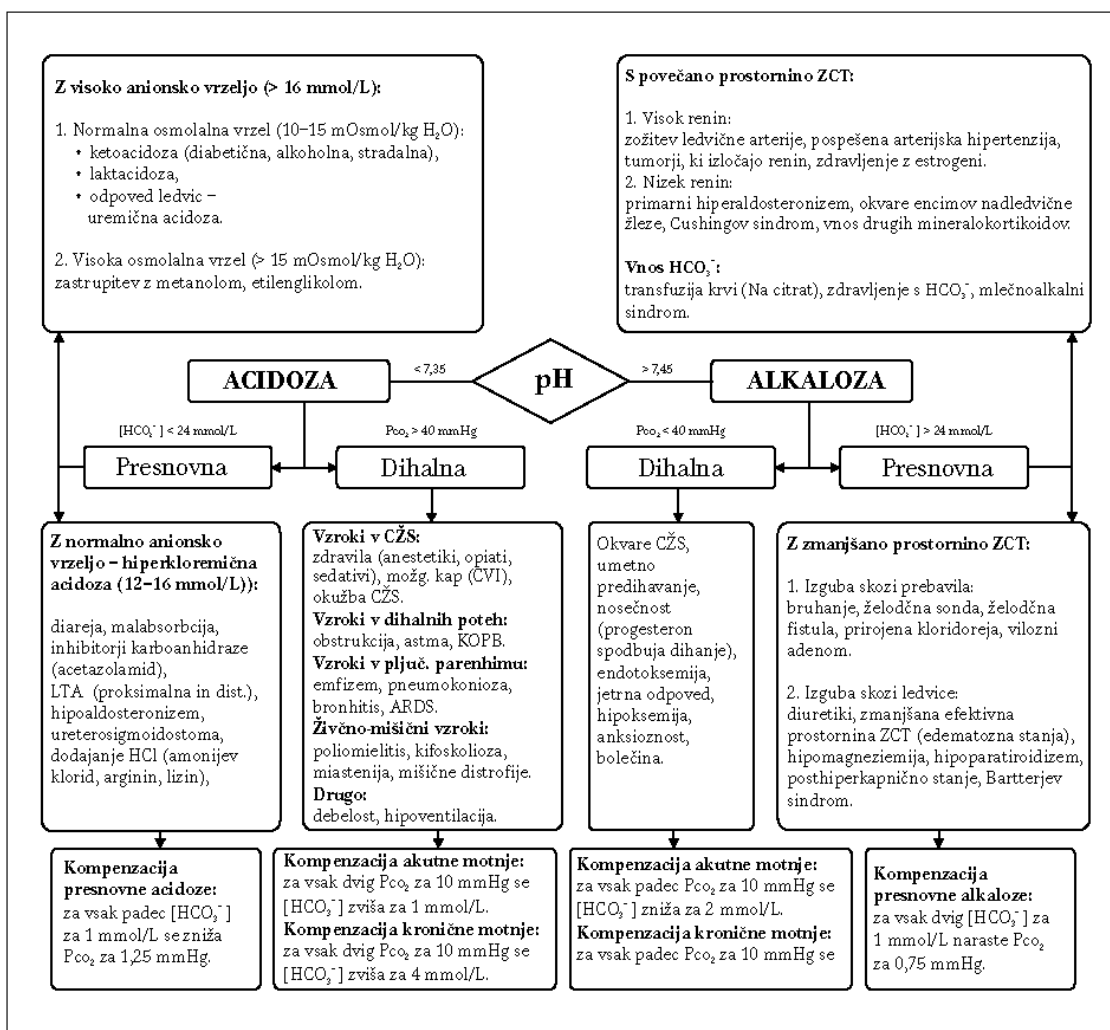 Z visoko anionsko vrzeljo (> 16 mmol/L):
1. Normalna osmolalna vrzel (10–15 mOsmol/kg H₂O):
• ketoacidoza (diabetična, alkoholna, stradalna),
• laktacidoza,
• odpoved ledvic –
uremična acidoza.
2. Visoka osmolalna vrzel (> 15 mOsmol/kg H₂O):
zastrupitev z metanolom, etilenglikolom.
S povečano prostornino ZCT:
1. Visok renin:
zožitev ledvične arterije, pospešena arterijska hipertenzija,
tumorji, ki izločajo renin, zdravljenje z estrogeni.
2. Nizek renin:
primarni hiperaldosteronizem, okvare encimov nadledvične
žleze, Cushingov sindrom, vnos drugih mineralokortikoidov.
Vnos HCO₃⁻:
transfuzija krvi (Na citrat), zdravljenje s HCO₃⁻, mlečnoalkalni
sindrom.
ACIDOZA
< 7,35
pH
> 7,45
ALKALOZA
[HCO₃⁻] < 24 mmol/L
Pco₂ > 40 mmHg
Pco₂ < 40 mmHg
[HCO₃⁻] > 24 mmol/L
Presnovna
Dihalna
Dihalna
Presnovna
Z normalno anionsko
vrzeljo – hiperkloremična
acidoza (12–16 mmol/L)):
diareja, malabsorbcija,
inhibitorji karboanhidraze
(acetazolamid),
LTA (proksimalna in dist.),
hipoaldosteronizem,
ureterosigmoidostoma,
dodajanje HCl (amonijev
klorid, arginin, lizin),
Vzroki v CŽS:
zdravila (anestetiki, opiati,
sedativi), možg. kap (CVI),
okužba CŽS.
Vzroki v dihalnih poteh:
obstrukcija, astma, KOPB.
Vzroki v pljuč. parenhimu:
emfizem, pneumokonioza,
bronhitis, ARDS.
Živčno-mišični vzroki:
poliomielitis, kifoskolioza,
miastenija, mišične distrofije.
Drugo:
debelost, hipoventilacija.
Okvare CŽS,
umetno
predihavanje,
nosečnost
(progesteron
spodbuja dihanje),
endotoksemija,
jetrna odpoved,
hipoksemija,
anksioznost,
bolečina.
Z zmanjšano prostornino ZCT:
1. Izguba skozi prebavila:
bruhanje, želodčna sonda, želodčna
fistula, prirojena kloridoreja, vilozni
adenom.
2. Izguba skozi ledvice:
diuretiki, zmanjšana efektivna
prostornina ZCT (edematozna stanja),
hipomagneziemija, hipoparatiroidizem,
posthiperkapnično stanje, Bartterjev
sindrom.
Kompenzacija
presnovne acidoze:
za vsak padec [HCO₃⁻]
za 1 mmol/L se zniža
Pco₂ za 1,25 mmHg.
Kompenzacija akutne motnje:
za vsak dvig Pco₂ za 10 mmHg se
[HCO₃⁻] zviša za 1 mmol/L.
Kompenzacija kronične motnje:
za vsak dvig Pco₂ za 10 mmHg se
[HCO₃⁻] zviša za 4 mmol/L.
Kompenzacija akutne motnje:
za vsak padec Pco₂ za 10 mmHg se
[HCO₃⁻] zniža za 2 mmol/L.
Kompenzacija kronične motnje:
za vsak padec Pco₂ za 10 mmHg se
Kompenzacija
presnovne alkaloze:
za vsak dvig [HCO₃⁻] za
1 mmol/L naraste Pco₂
za 0,75 mmHg.